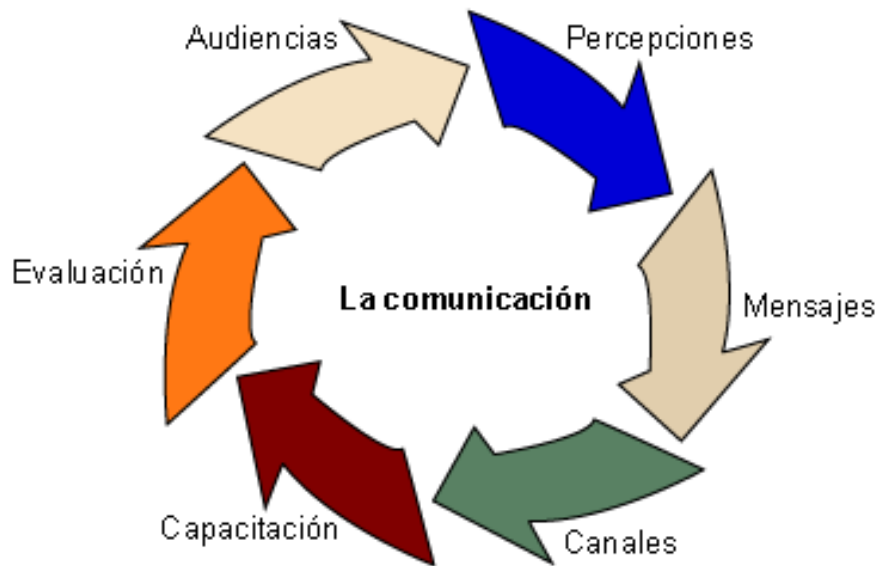 Audiencias
Percepciones
Evaluación
La comunicación
Mensajes
Capacitación
Canales